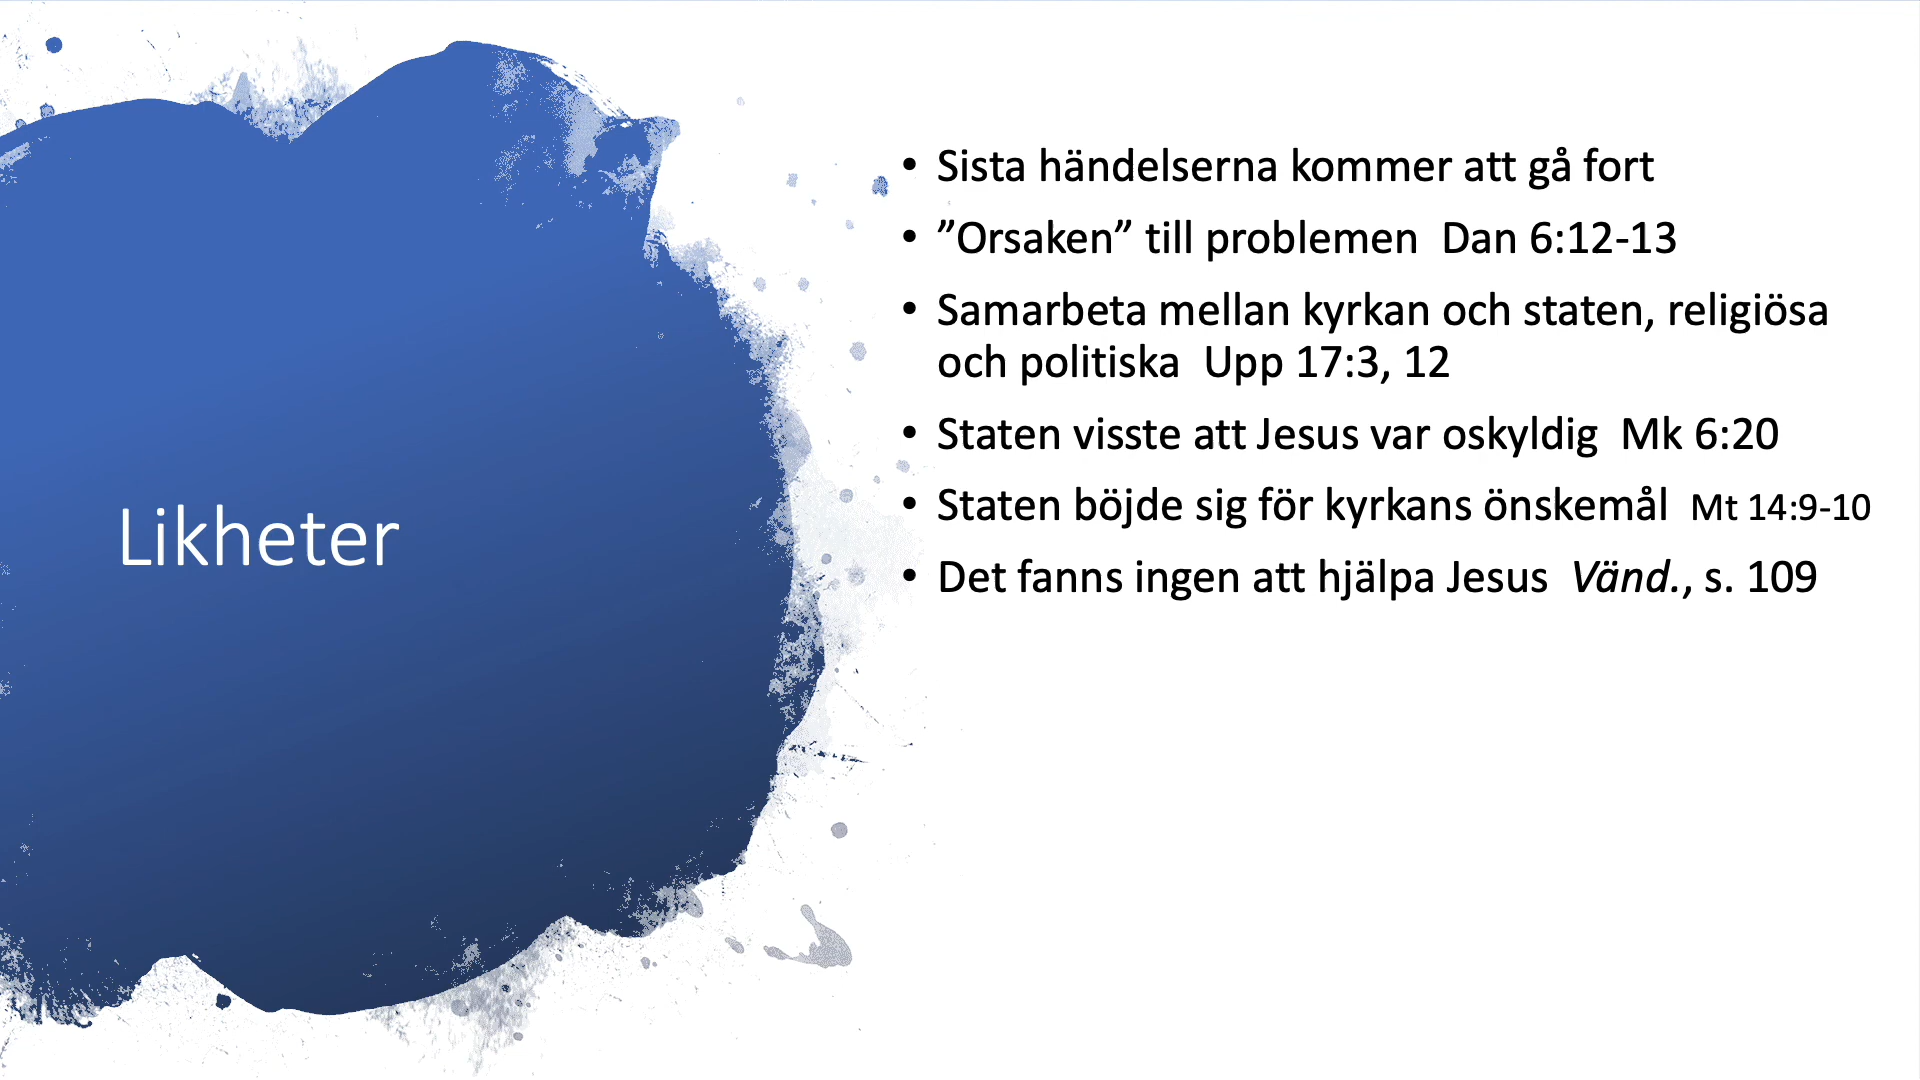 Likheter
• Sista händelserna kommer att gå fort
• ”Orsaken” till problemen Dan 6:12-13
• Samarbeta mellan kyrkan och staten, religiösa
och politiska Upp 17:3, 12
• Staten visste att Jesus var oskyldig Mk 6:20
• Staten böjde sig för kyrkans önskemål Mt 14:9-10
• Det fanns ingen att hjälpa Jesus Vänd., s. 109